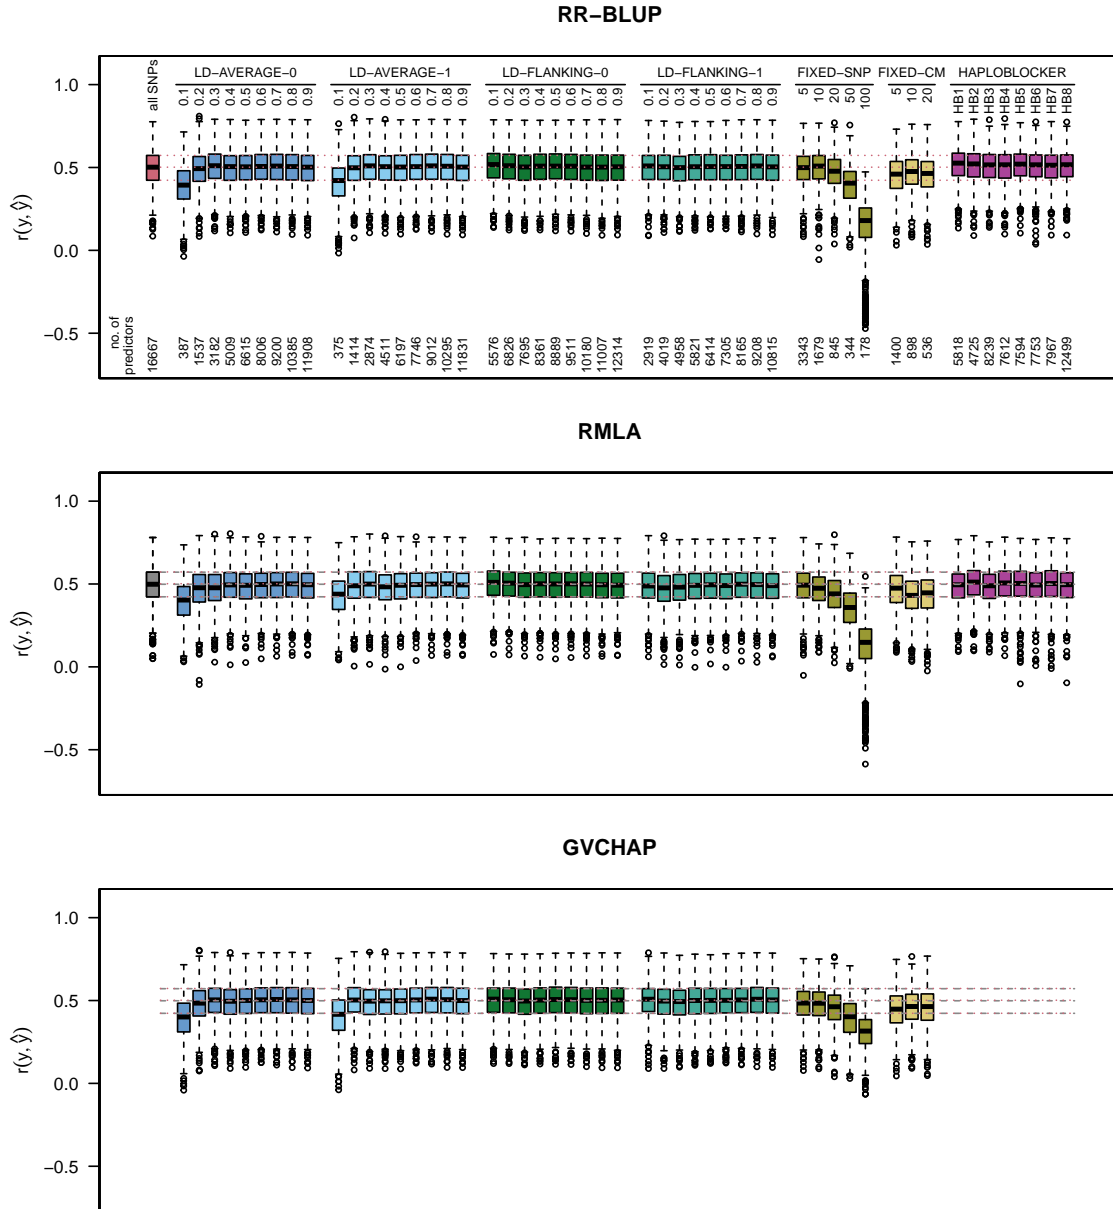 RR−BLUP
LD−AVERAGE−0 LD−AVERAGE−1 LD−FLANKING−0 LD−FLANKING−1 FIXED−SNP FIXED−CM HAPLOBLOCKER
all SNPs 0.1 0.2 0.3 0.4 0.5 0.6 0.7 0.8 0.9 0.1 0.2 0.3 0.4 0.5 0.6 0.7 0.8 0.9 0.1 0.2 0.3 0.4 0.5 0.6 0.7 0.8 0.9 0.1 0.2 0.3 0.4 0.5 0.6 0.7 0.8 0.9 5 10 20 50 100 5 10 20 HB1 HB2 HB3 HB4 HB5 HB6 HB7 HB8
1.0
0.5
0.0
−0.5
r(y, ŷ)
no. of
predictors
16667 387 1537 3182 5009 6615 8006 9200 10385 11908 375 1414 2874 4511 6197 7746 9012 10295 11831 5576 6826 7695 8361 8889 9511 10180 11007 12314 2919 4019 4958 5821 6414 7305 8165 9208 10815 3343 1679 845 344 178 1400 898 536 5818 4725 8239 7612 7594 7753 7967 12499
RMLA
1.0
0.5
0.0
−0.5
r(y, ŷ)
GVCHAP
1.0
0.5
0.0
−0.5
r(y, ŷ)